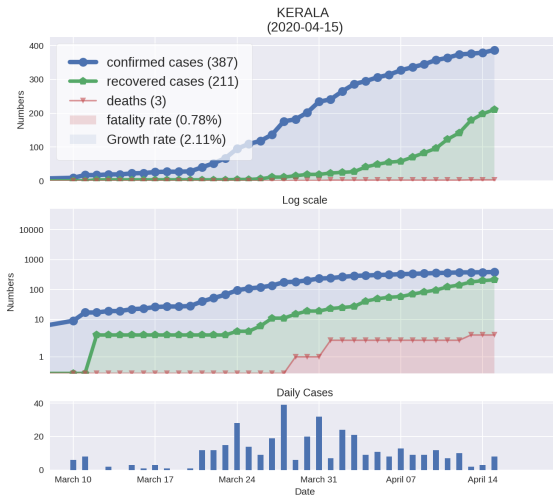 KERALA
(2020-04-15)
confirmed cases (387)
recovered cases (211)
deaths (3)
fatality rate (0.78%)
Growth rate (2.11%)
400
300
200
100
0
Numbers
Log scale
10000
1000
100
10
1
Numbers
Daily Cases
40
20
0
March 10 March 17 March 24 March 31 April 07 April 14
Date